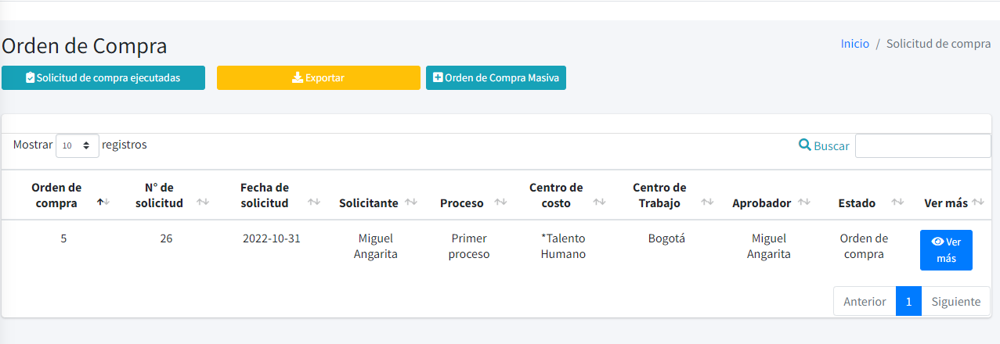 Orden de Compra
Inicio / Solicitud de compra
Solicitud de compra ejecutadas
Exportar
Orden de Compra Masiva
Mostrar 10 registros
Buscar
Orden de compra
N° de solicitud
Fecha de solicitud
Solicitante
Proceso
Centro de costo
Centro de Trabajo
Aprobador
Estado
Ver más
5
26
2022-10-31
Miguel Angarita
Primer proceso
*Talento Humano
Bogotá
Miguel Angarita
Orden de compra
Ver más
Anterior 1 Siguiente